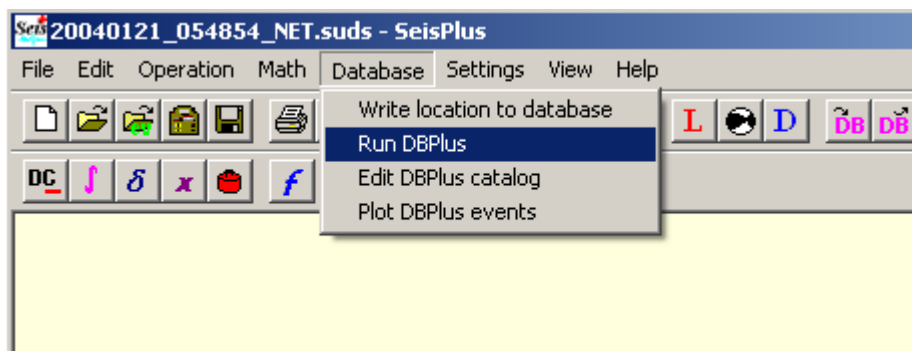 Seis 20040121_054854_NET.suds - SeisPlus
File Edit Operation Math Database Settings View Help
Write location to database
L D DB DB
Run DBPlus
DC ∫ δ x f
Edit DBPlus catalog
Plot DBPlus events